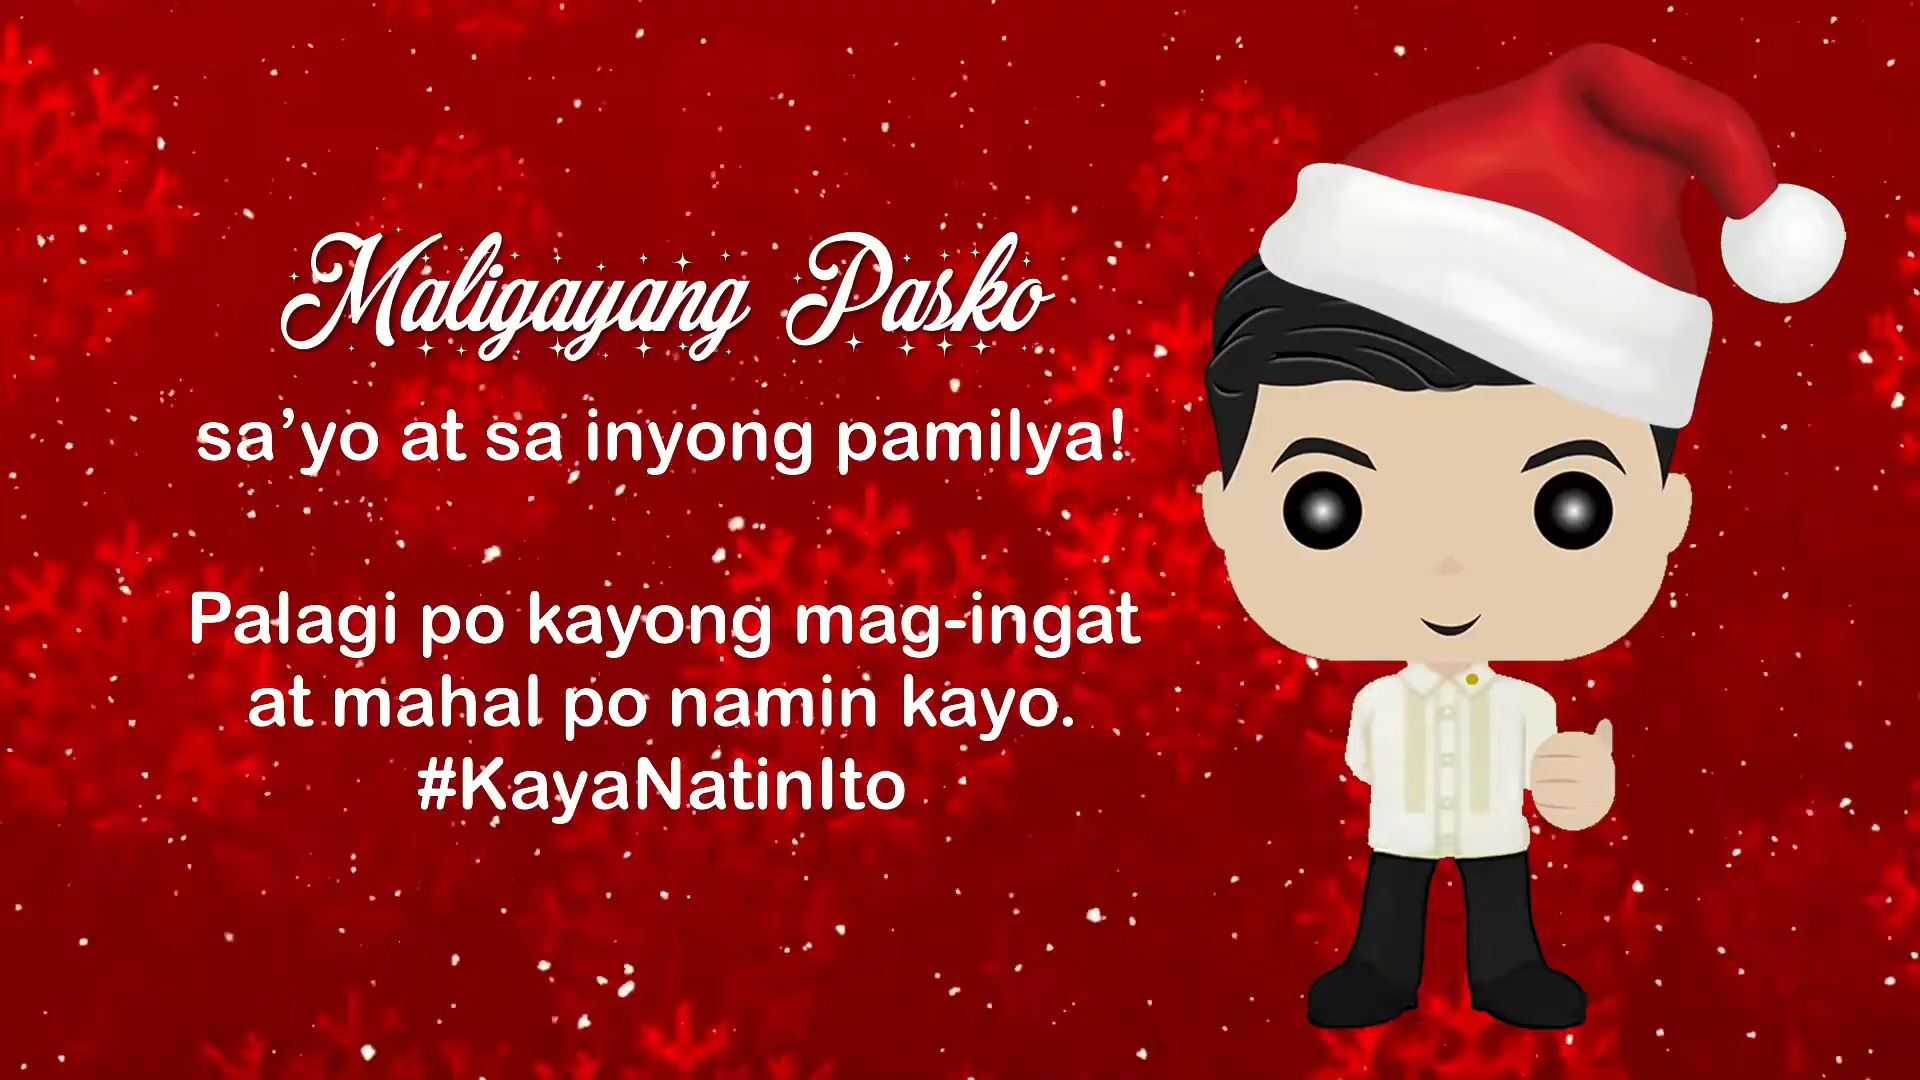 Maligayang Pasko
sa’yo at sa inyong pamilya!
Palagi po kayong mag-ingat
at mahal po namin kayo.
#KayaNatinIto